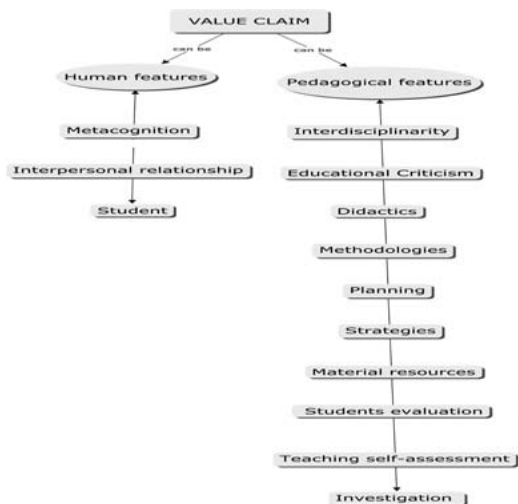 VALUE CLAIM
can be
can be
Human features
Pedagogical features
Metacognition
Interdisciplinarity
Interpersonal relationship
Educational Criticism
Student
Didactics
Methodologies
Planning
Strategies
Material resources
Students evaluation
Teaching self-assessment
Investigation